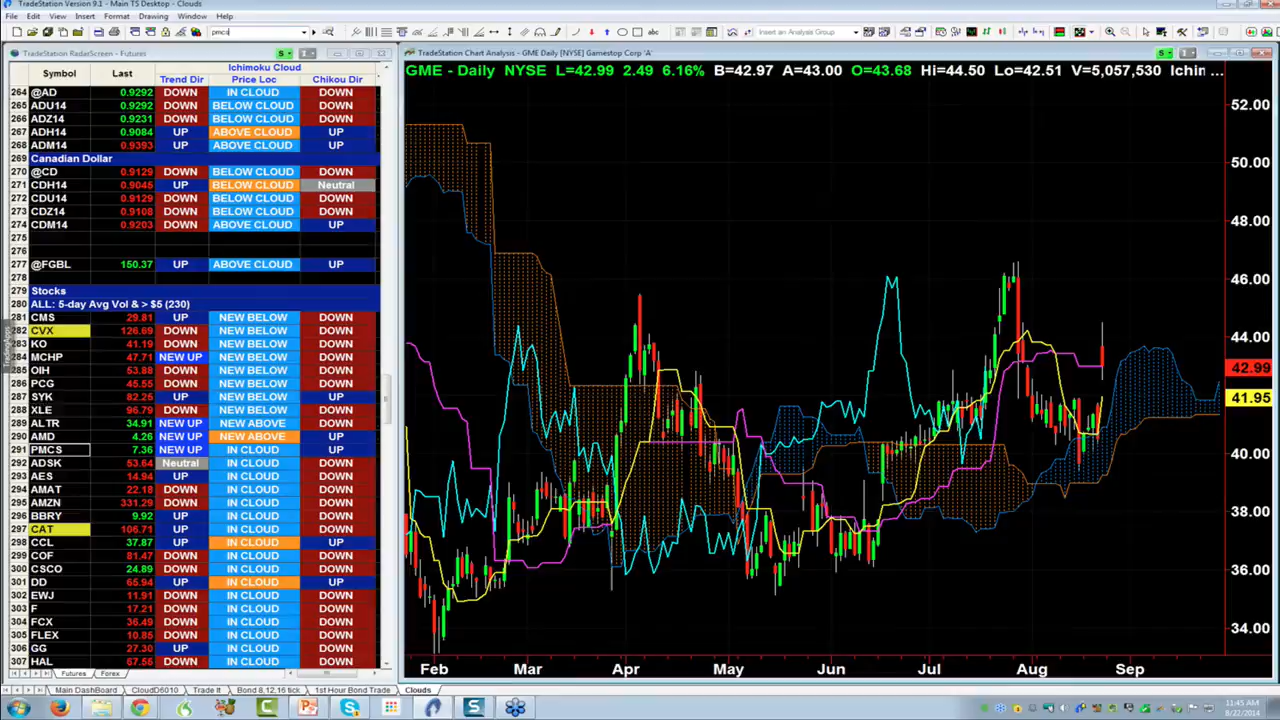 TradeStation Version 9.1 - Main TS Desktop - Clouds
File Edit View Insert Format Drawing Window Help
pmcs
abc Insert an Analysis Group
TradeStation RadarScreen - Futures
Ichimoku Cloud
Symbol Last Trend Dir Price Loc Chikou Dir
264 @AD 0.9292 DOWN IN CLOUD DOWN
265 ADU14 0.9292 DOWN BELOW CLOUD DOWN
266 ADZ14 0.9231 DOWN BELOW CLOUD DOWN
267 ADH14 0.9084 UP ABOVE CLOUD UP
268 ADM14 0.9393 DOWN ABOVE CLOUD UP
269 Canadian Dollar
270 @CD 0.9129 DOWN BELOW CLOUD DOWN
271 CDH14 0.9045 UP BELOW CLOUD Neutral
272 CDU14 0.9129 DOWN BELOW CLOUD DOWN
273 CDZ14 0.9108 DOWN BELOW CLOUD DOWN
274 CDM14 0.9203 DOWN ABOVE CLOUD UP
275
276
277 @FGBL 150.37 UP ABOVE CLOUD UP
278
279 Stocks
280 ALL: 5-day Avg Vol & > $5 (230)
281 CMS 29.81 UP NEW BELOW DOWN
282 CVX 126.69 DOWN NEW BELOW DOWN
283 KO 41.19 DOWN NEW BELOW DOWN
284 MCHP 47.71 NEW UP NEW BELOW DOWN
285 OIH 53.88 DOWN NEW BELOW DOWN
286 PCG 45.55 DOWN NEW BELOW DOWN
287 SYK 82.26 UP NEW BELOW DOWN
288 XLE 96.79 DOWN NEW BELOW DOWN
289 ALTR 34.91 NEW UP NEW ABOVE DOWN
290 AMD 4.26 NEW UP NEW ABOVE UP
291 PMCS 7.36 NEW UP IN CLOUD UP
292 ADSK 53.64 Neutral IN CLOUD DOWN
293 AES 14.94 UP IN CLOUD DOWN
294 AMAT 22.18 DOWN IN CLOUD DOWN
295 AMZN 331.29 DOWN IN CLOUD DOWN
296 BBRY 9.92 UP IN CLOUD DOWN
297 CAT 106.71 UP IN CLOUD DOWN
298 CCL 37.87 UP IN CLOUD UP
299 COF 81.47 DOWN IN CLOUD DOWN
300 CSCO 24.89 DOWN IN CLOUD DOWN
301 DD 65.94 UP IN CLOUD UP
302 EWJ 11.91 DOWN IN CLOUD DOWN
303 F 17.21 DOWN IN CLOUD DOWN
304 FCX 36.49 DOWN IN CLOUD DOWN
305 FLEX 10.85 DOWN IN CLOUD DOWN
306 GG 27.30 UP IN CLOUD DOWN
307 HAL 67.56 DOWN IN CLOUD DOWN
Futures Forex
TradeStation Chart Analysis - GME Daily [NYSE] Gamestop Corp 'A'
GME - Daily NYSE L=42.99 2.49 6.16% B=42.97 A=43.00 O=43.68 Hi=44.50 Lo=42.51 V=5,057,530 Ichin ...
52.00
50.00
48.00
46.00
44.00
42.99
41.95
40.00
38.00
36.00
34.00
Feb Mar Apr May Jun Jul Aug Sep
Main DashBoard CloudD6010 Trade It Bond 8,12,16 tick 1st Hour Bond Trade Clouds
11:45 AM
8/22/2014